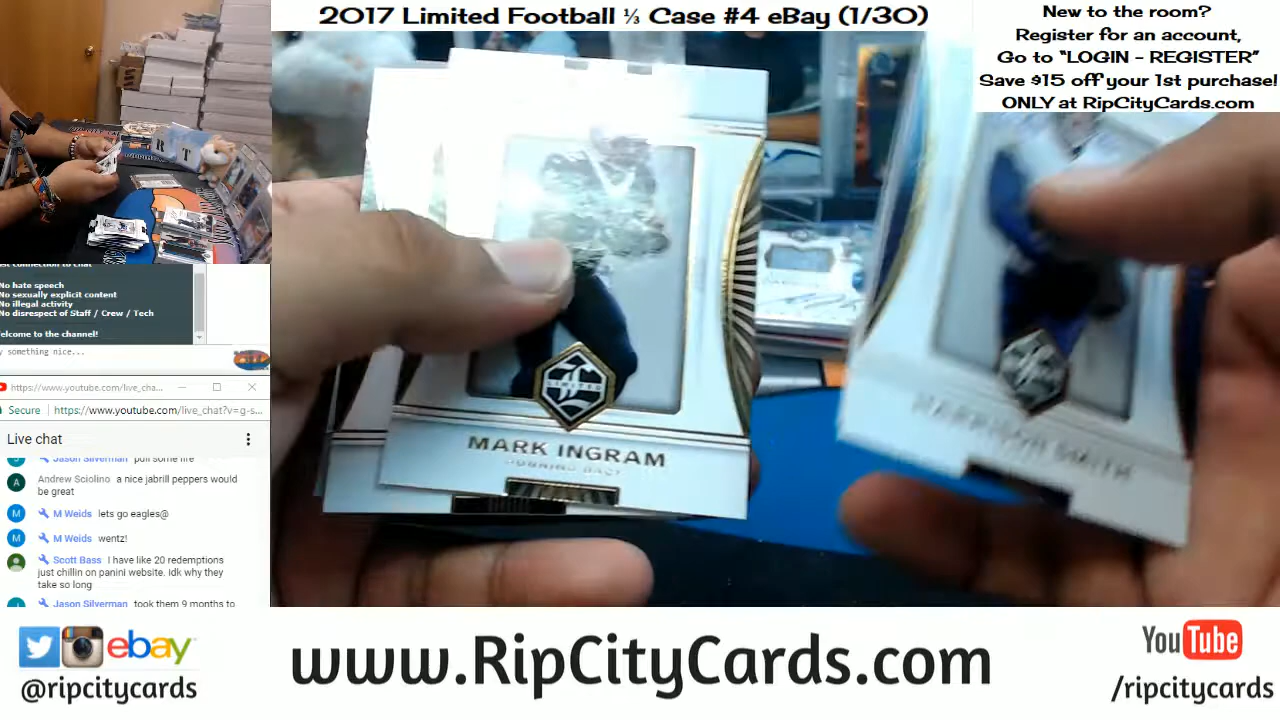 2017 Limited Football ⅓ Case #4 eBay (1/30)
New to the room?
Register for an account,
Go to “LOGIN - REGISTER”
Save $15 off your 1st purchase!
ONLY at RipCityCards.com
R T
No hate speech
No sexually explicit content
No illegal activity
No disrespect of Staff / Crew / Tech
elcome to the channel!
y something nice...
https://www.youtube.com/live_cha...
Secure https://www.youtube.com/live_chat?v=g-s...
Live chat
Jason Silverman pull some life
Andrew Sciolino a nice jabrill peppers would
be great
M Weids lets go eagles@
M Weids wentz!
Scott Bass I have like 20 redemptions
just chillin on panini website. idk why they
take so long
Jason Silverman took them 9 months to
LIMITED
MARK INGRAM
RUNNING BACK
SMITH
ebay
@ripcitycards
www.RipCityCards.com
YouTube
/ripcitycards